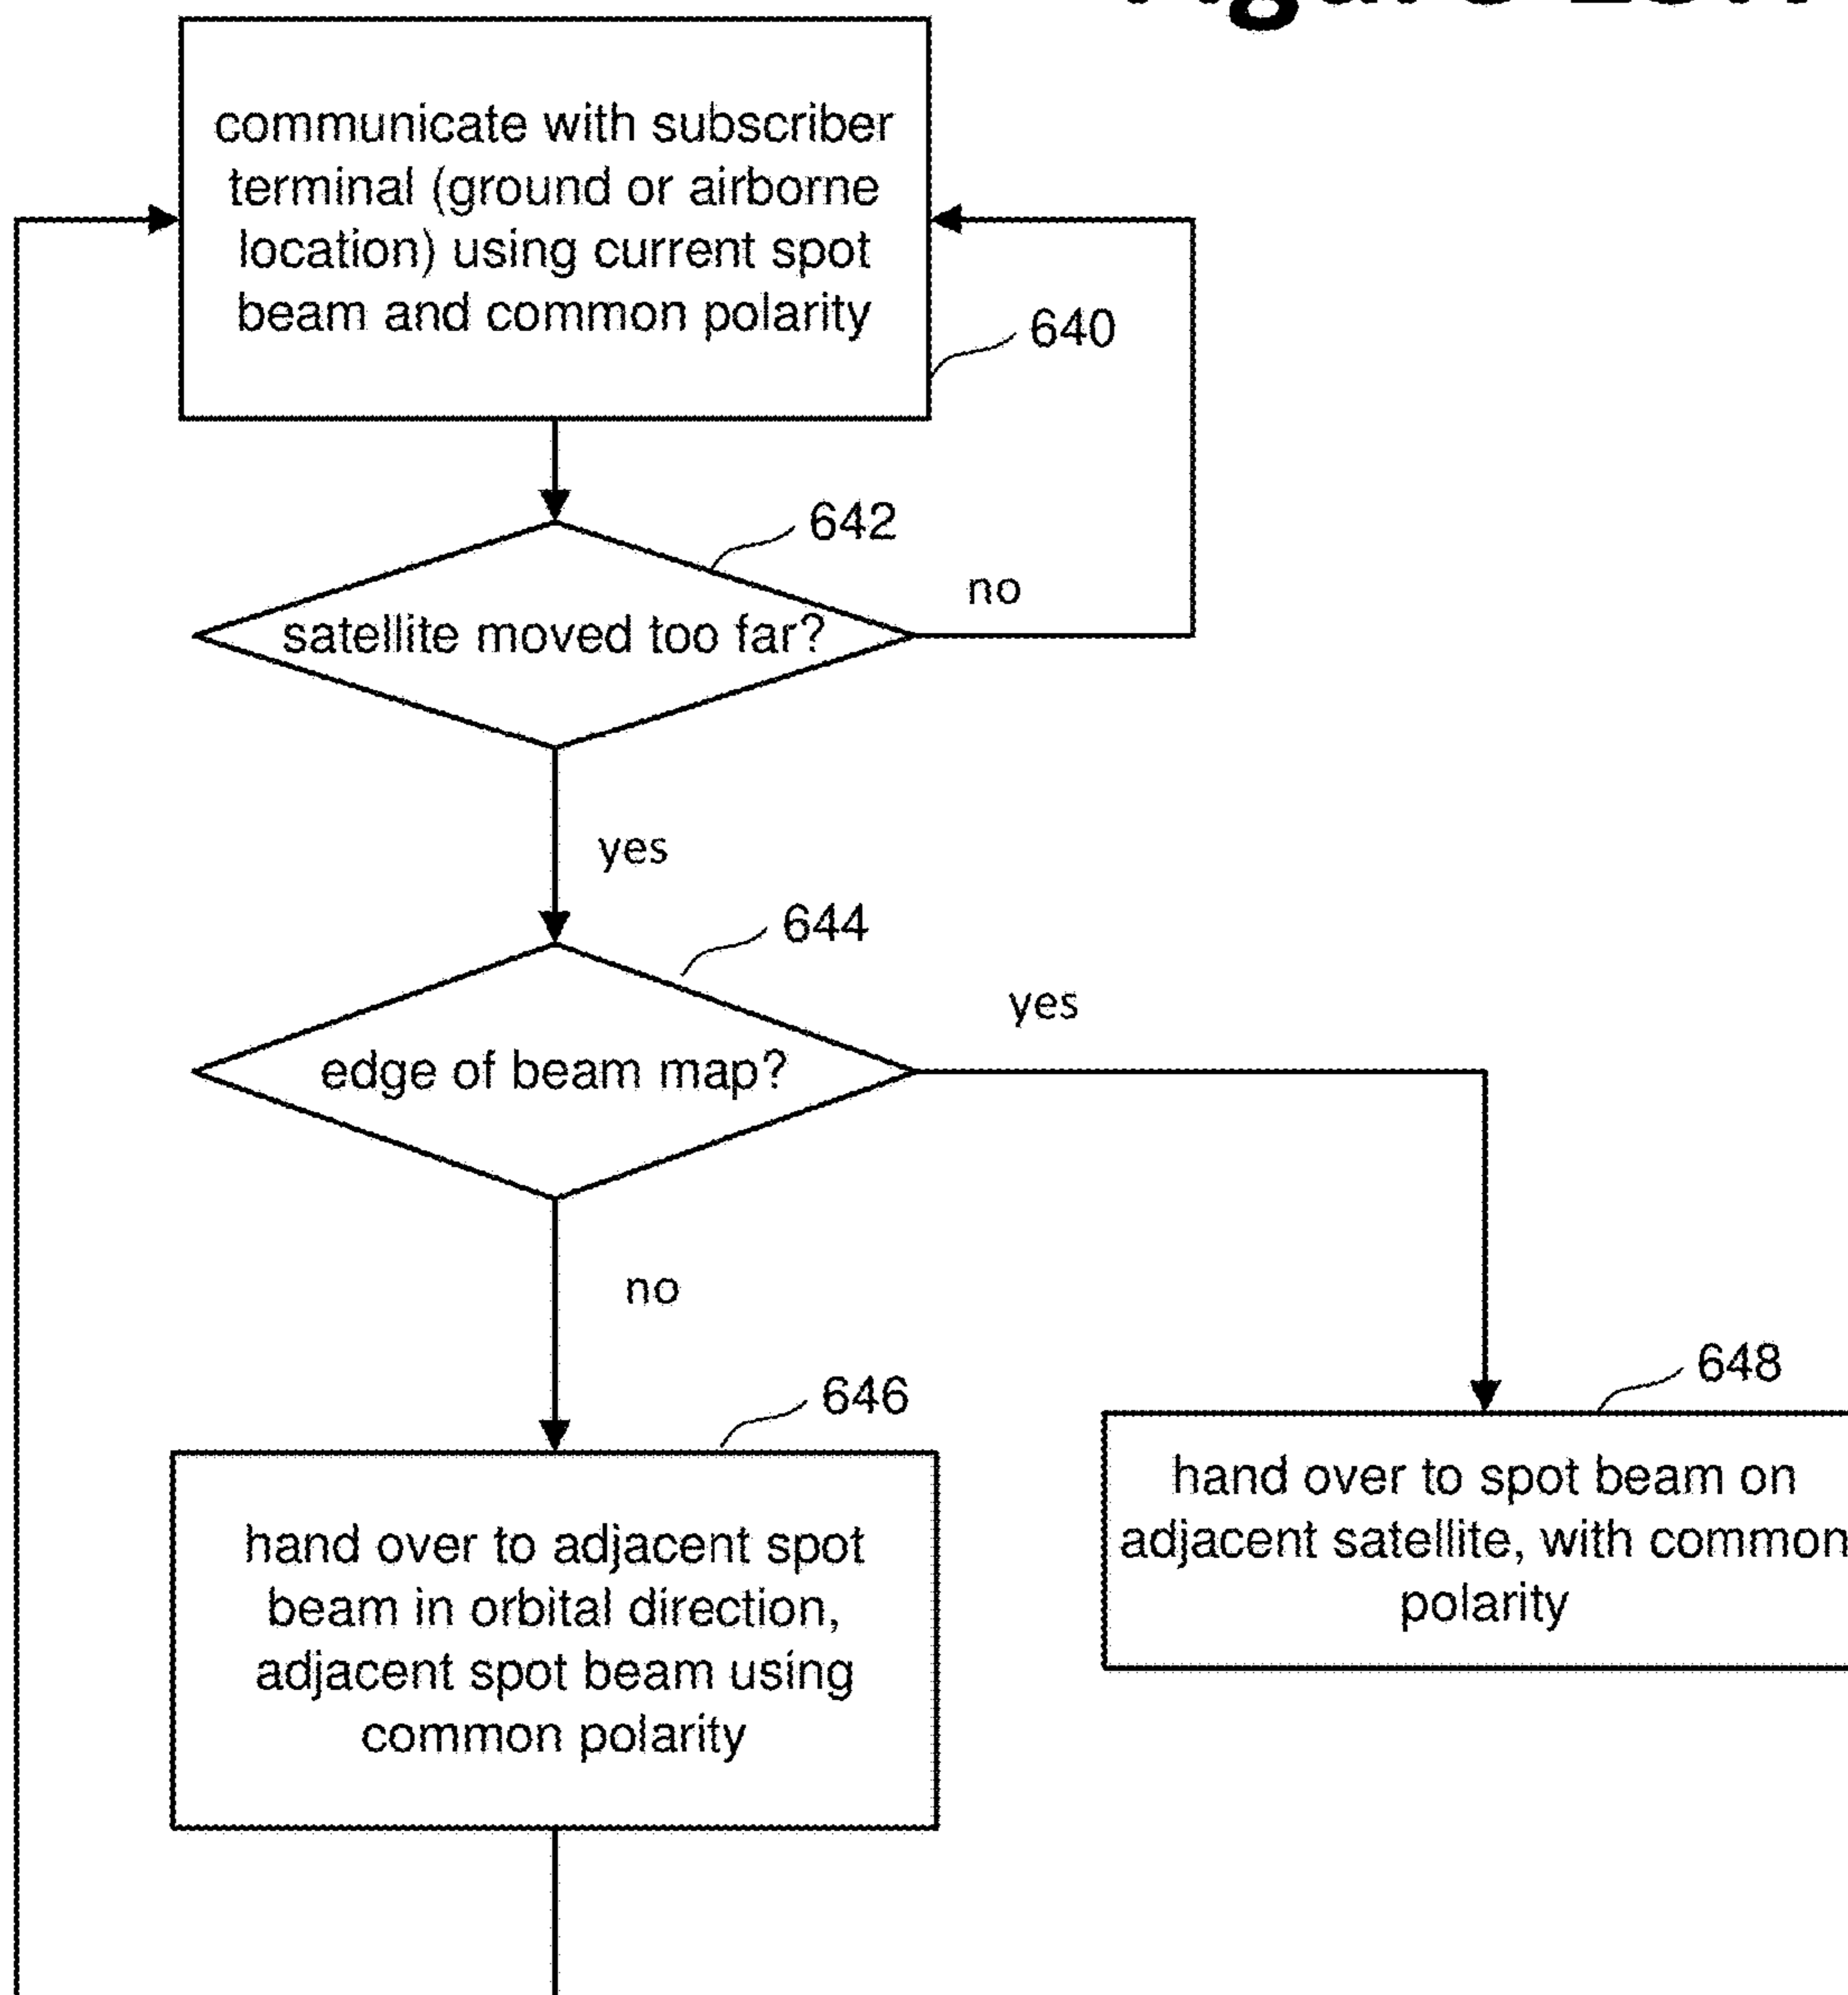 communicate with subscriber
terminal (ground or airborne
location) using current spot
beam and common polarity
640
642
no
satellite moved too far?
yes
644
yes
edge of beam map?
no
646
648
hand over to spot beam on
adjacent satellite, with common
polarity
hand over to adjacent spot
beam in orbital direction,
adjacent spot beam using
common polarity